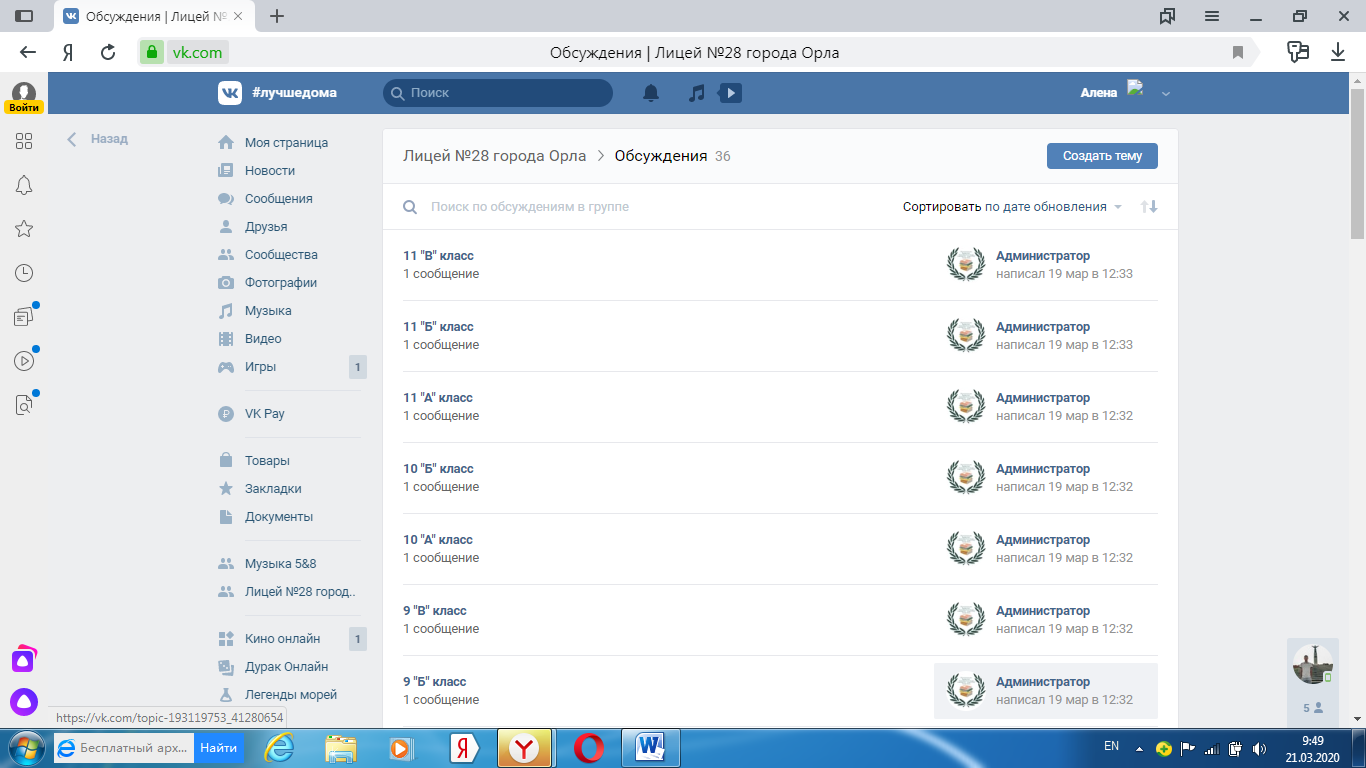 Обсуждения | Лицей №
vk.com
Обсуждения | Лицей №28 города Орла
Войти
#лучшедома
Поиск
Алена
Назад
Моя страница
Новости
Сообщения
Друзья
Сообщества
Фотографии
Музыка
Видео
Игры 1
VK Pay
Товары
Закладки
Документы
Музыка 5&8
Лицей №28 город..
Кино онлайн 1
Дурак Онлайн
Легенды морей
Лицей №28 города Орла > Обсуждения 36
Создать тему
Поиск по обсуждениям в группе
Сортировать по дате обновления
11 "В" класс
1 сообщение
Администратор
написал 19 мар в 12:33
11 "Б" класс
1 сообщение
Администратор
написал 19 мар в 12:33
11 "А" класс
1 сообщение
Администратор
написал 19 мар в 12:32
10 "Б" класс
1 сообщение
Администратор
написал 19 мар в 12:32
10 "А" класс
1 сообщение
Администратор
написал 19 мар в 12:32
9 "В" класс
1 сообщение
Администратор
написал 19 мар в 12:32
9 "Б" класс
1 сообщение
Администратор
написал 19 мар в 12:32
5
https://vk.com/topic-193119753_41280654
Бесплатный арх...
Найти
EN
9:49
21.03.2020